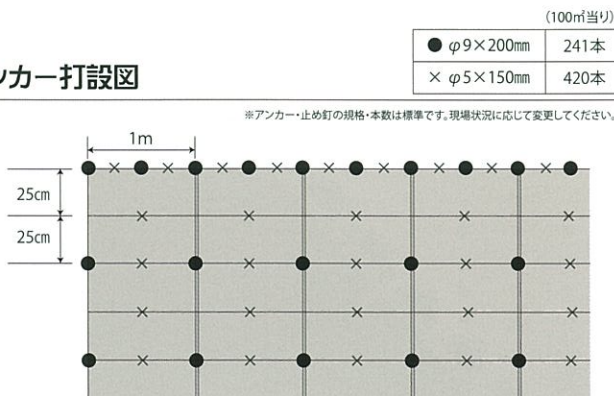 (100㎡当り)
● φ9×200㎜ 241本
× φ5×150㎜ 420本
ンカー打設図
※アンカー・止め釘の規格・本数は標準です。現場状況に応じて変更してください。
1m
25㎝
25㎝